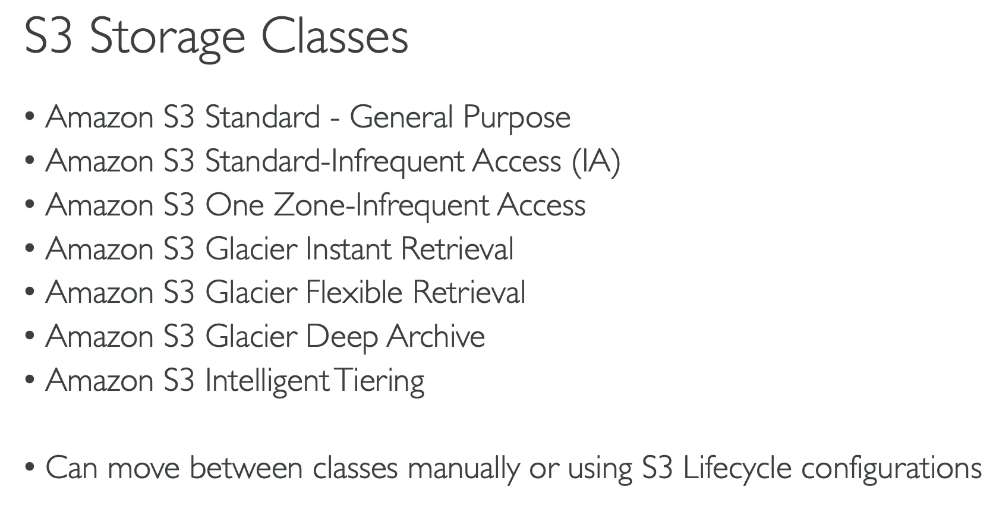 S3 Storage Classes
• Amazon S3 Standard - General Purpose
• Amazon S3 Standard-Infrequent Access (IA)
• Amazon S3 One Zone-Infrequent Access
• Amazon S3 Glacier Instant Retrieval
• Amazon S3 Glacier Flexible Retrieval
• Amazon S3 Glacier Deep Archive
• Amazon S3 Intelligent Tiering
• Can move between classes manually or using S3 Lifecycle configurations